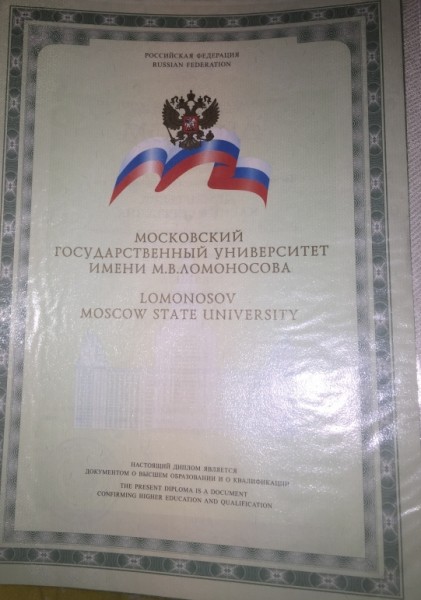 РОССИЙСКАЯ ФЕДЕРАЦИЯ
RUSSIAN FEDERATION
МОСКОВСКИЙ
ГОСУДАРСТВЕННЫЙ УНИВЕРСИТЕТ
ИМЕНИ М.В.ЛОМОНОСОВА
LOMONOSOV
MOSCOW STATE UNIVERSITY
НАСТОЯЩИЙ ДИПЛОМ ЯВЛЯЕТСЯ
ДОКУМЕНТОМ О ВЫСШЕМ ОБРАЗОВАНИИ И О КВАЛИФИКАЦИИ
THE PRESENT DIPLOMA IS A DOCUMENT
CONFIRMING HIGHER EDUCATION AND QUALIFICATION